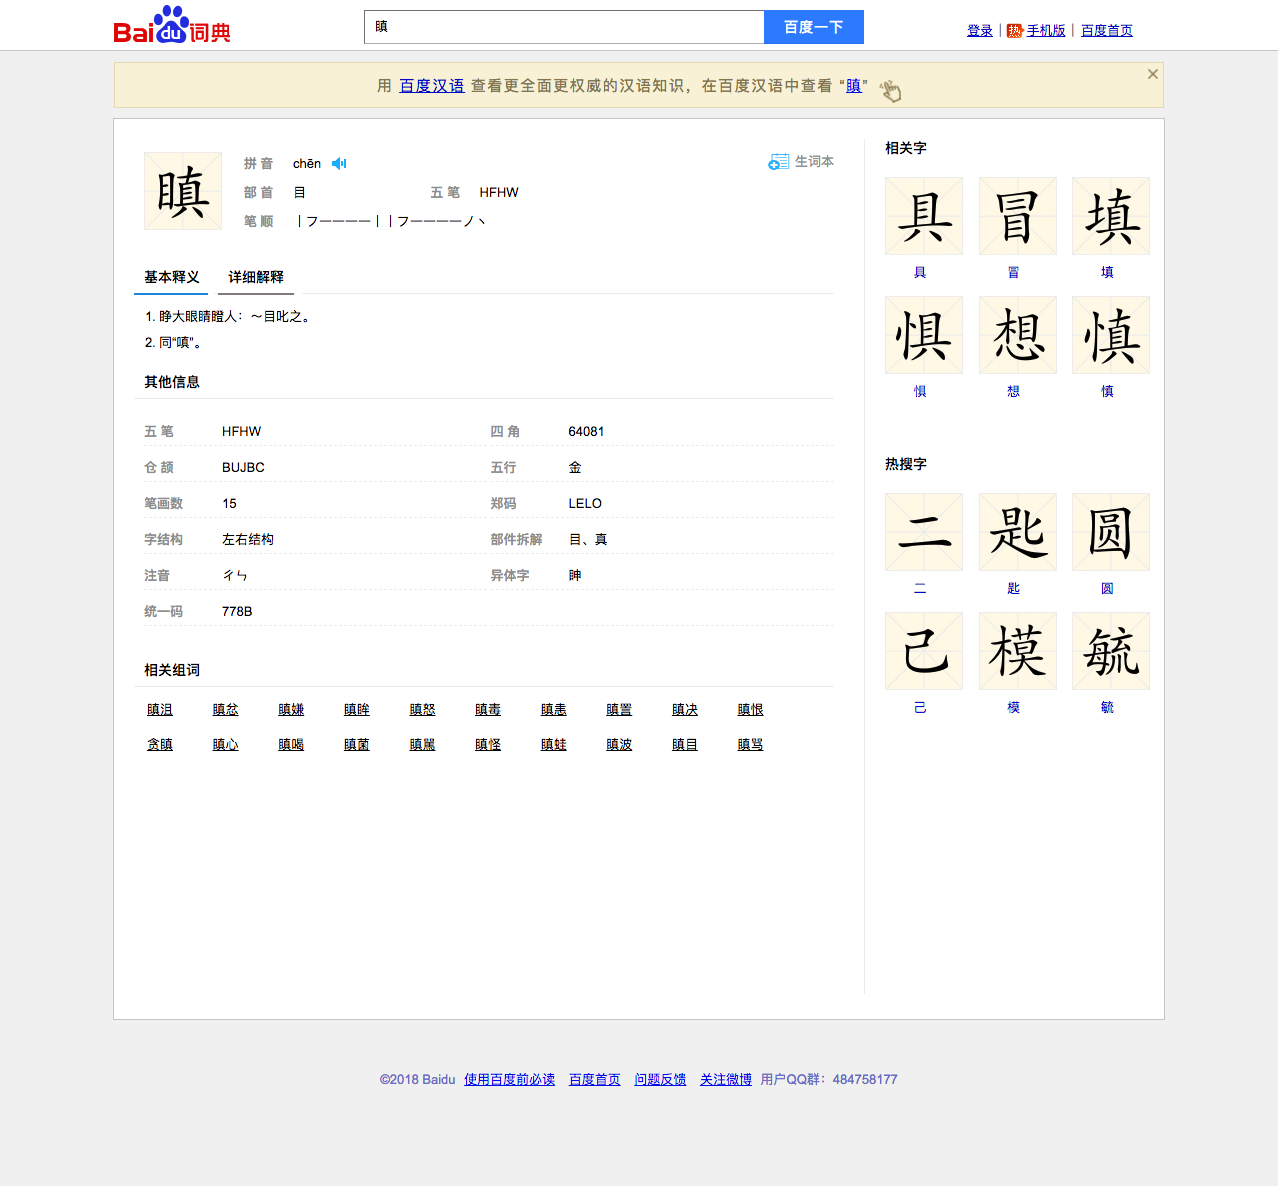 Baidu词典
瞋
百度一下
登录 | 热 手机版 | 百度首页
用 百度汉语 查看更全面更权威的汉语知识，在百度汉语中查看 “瞋”
瞋
拼 音 chēn
生词本
部 首 目 五 笔 HFHW
笔 顺 丨フ一一一一丨丨フ一一一一ノ丶
基本释义 详细解释
1. 睁大眼睛瞪人：～目叱之。
2. 同“嗔”。
其他信息
五 笔 HFHW 四 角 64081
仓 颉 BUJBC 五行 金
笔画数 15 郑码 LELO
字结构 左右结构 部件拆解 目、真
注音 ㄔㄣ 异体字 眒
统一码 778B
相关组词
瞋沮 瞋忿 瞋嫌 瞋眸 瞋怒 瞋毒 瞋恚 瞋詈 瞋决 瞋恨
贪瞋 瞋心 瞋喝 瞋菌 瞋駡 瞋怪 瞋蛙 瞋波 瞋目 瞋骂
相关字
具 冒 填
具 冒 填
惧 想 慎
惧 想 慎
热搜字
二 匙 圆
二 匙 圆
己 模 毓
己 模 毓
©2018 Baidu 使用百度前必读 百度首页 问题反馈 关注微博 用户QQ群：484758177